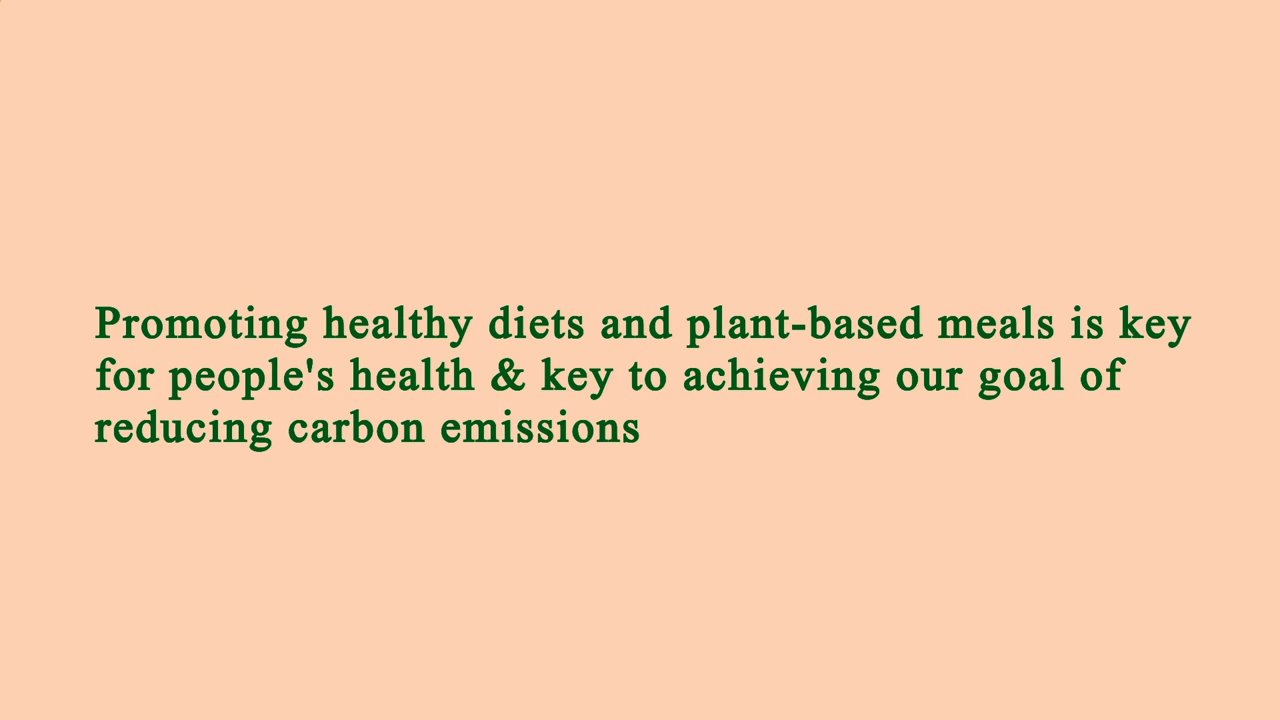 Promoting healthy diets and plant-based meals is key
for people's health & key to achieving our goal of
reducing carbon emissions